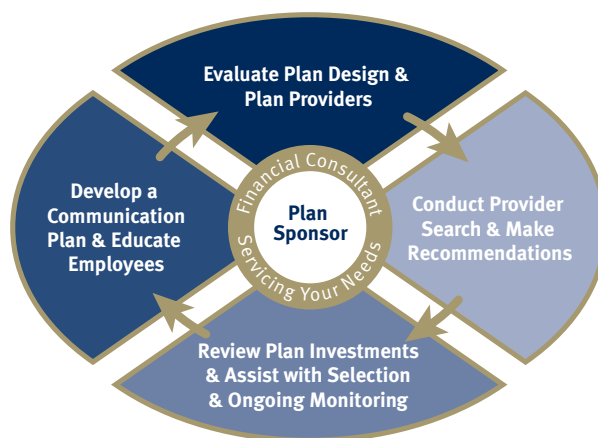 Evaluate Plan Design &
Plan Providers
Financial Consultant
Plan
Sponsor
Servicing Your Needs
Conduct Provider
Search & Make
Recommendations
Review Plan Investments
& Assist with Selection
& Ongoing Monitoring
Develop a
Communication
Plan & Educate
Employees